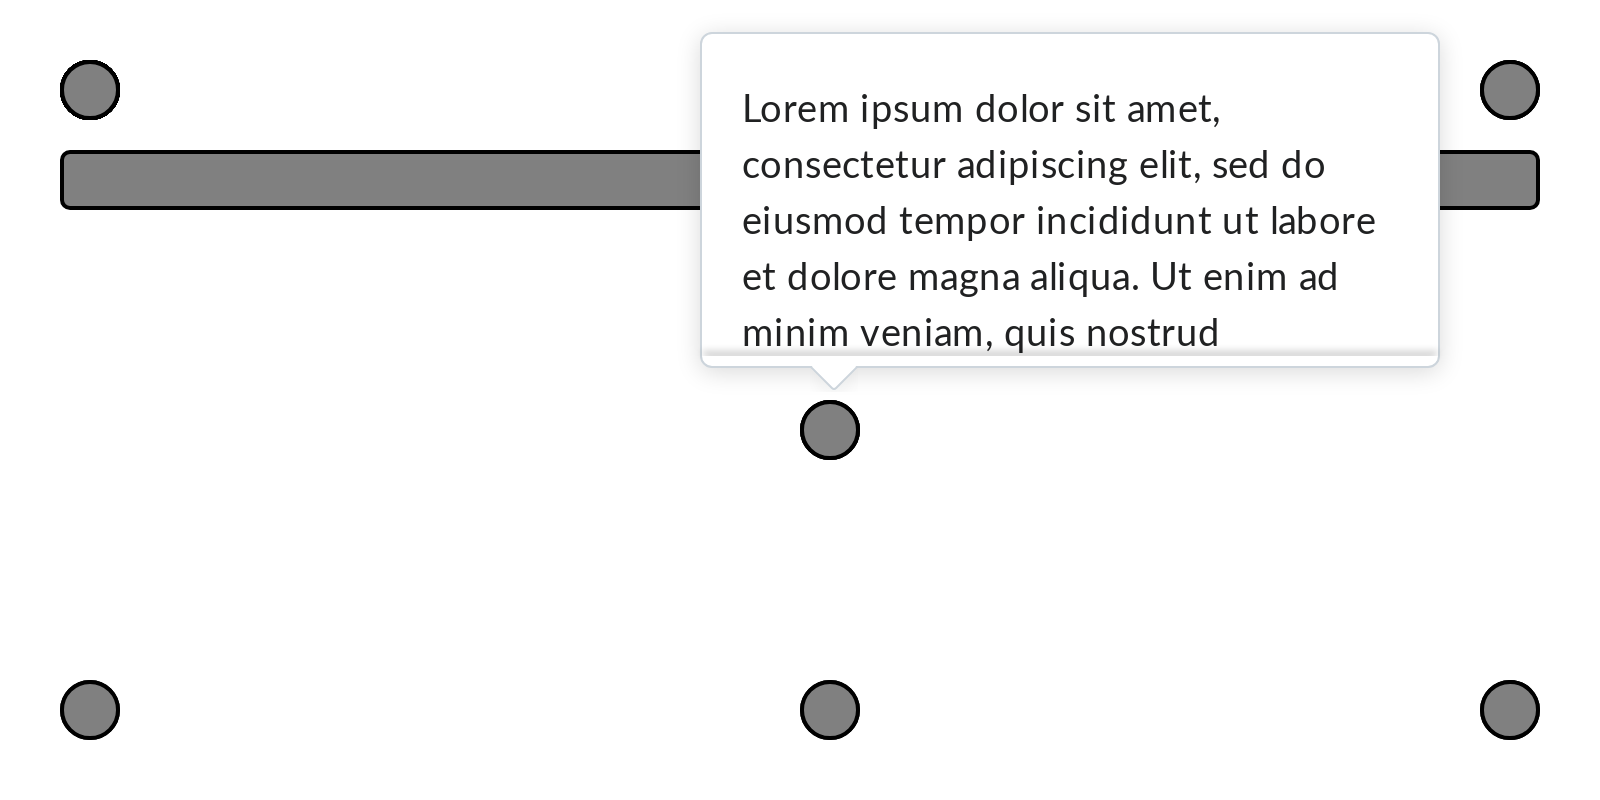 Lorem ipsum dolor sit amet,
consectetur adipiscing elit, sed do
eiusmod tempor incididunt ut labore
et dolore magna aliqua. Ut enim ad
minim veniam, quis nostrud